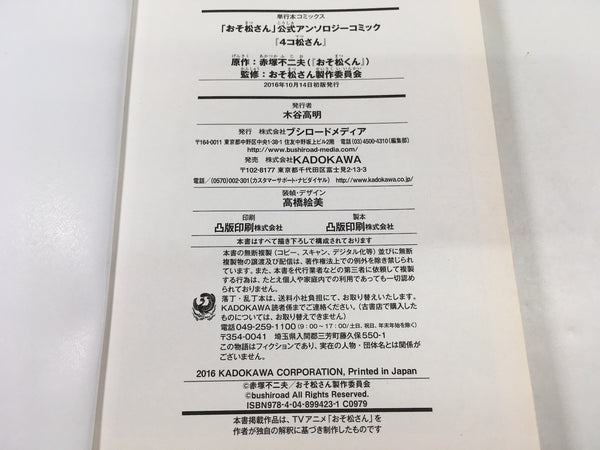 単行本コミックス
「おそ松さん」公式アンソロジーコミック
『4コ松さん』
原作：赤塚不二夫(『おそ松くん』)
監修：おそ松さん製作委員会
2016年10月14日初版発行
発行者
木谷高明
発行 株式会社ブシロードメディア
〒164-0011 東京都中野区中央1-38-1 住友中野坂上ビル2階 電話/(03)4500-4310(編集部)
http://www.bushiroad-media.com/
発売 株式会社KADOKAWA
〒102-8177 東京都千代田区富士見2-13-3
電話/(0570)002-301(カスタマーサポート・ナビダイヤル) http://www.kadokawa.co.jp/
装幀・デザイン
高橋絵美
印刷 製本
凸版印刷株式会社 凸版印刷株式会社
本書はすべて描き下ろしで構成されております
本書の無断複製(コピー、スキャン、デジタル化等)並びに無断
複製物の譲渡及び配信は、著作権法上での例外を除き禁じられ
ています。また、本書を代行業者などの第三者に依頼して複製
する行為は、たとえ個人や家庭内での利用であっても一切認め
られておりません。
落丁・乱丁本は、送料小社負担にて、お取り替えいたします。
KADOKAWA読者係までご連絡ください。(古書店で購入した
ものについては、お取り替えできません)
電話049-259-1100(9:00～17:00/土日、祝日、年末年始を除く)
〒354-0041 埼玉県入間郡三芳町藤久保550-1
この物語はフィクションであり、実在の人物・団体名とは関係が
ございません。
2016 KADOKAWA CORPORATION, Printed in Japan
©赤塚不二夫/おそ松さん製作委員会
©bushiroad All Rights Reserved.
ISBN978-4-04-899423-1 C0979
本書掲載作品は、TVアニメ「おそ松さん」を
作者が独自の解釈に基づき制作したものです